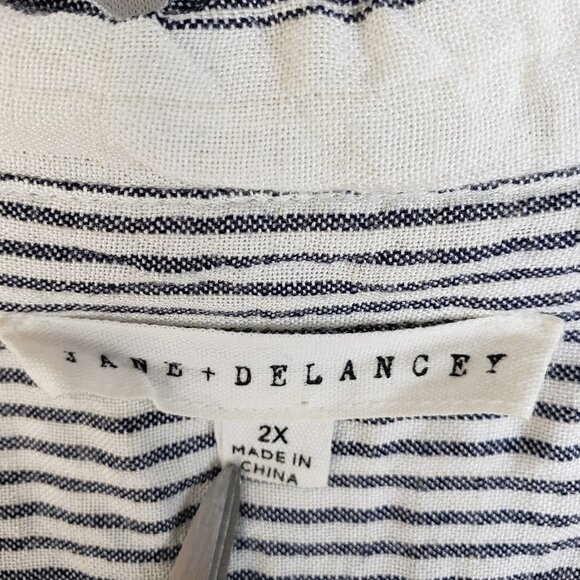 JANE + DELANCEY
2X
MADE IN
CHINA